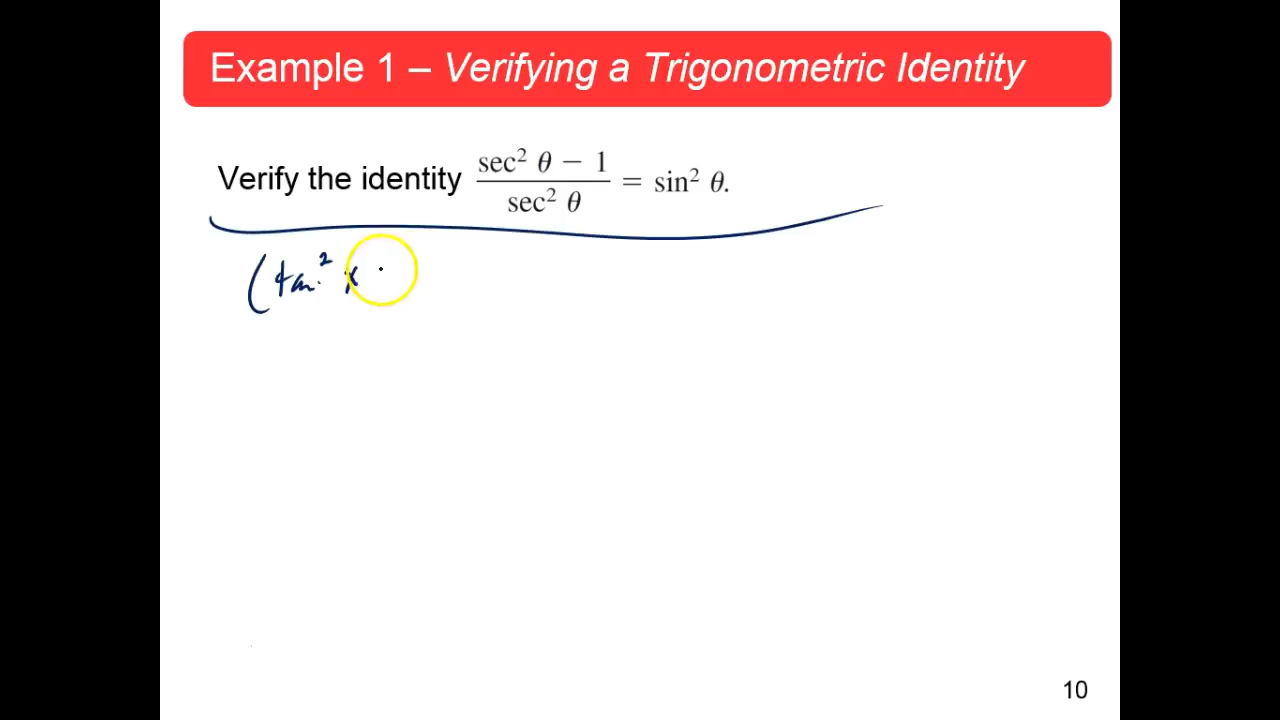 Example 1 – Verifying a Trigonometric Identity
Verify the identity (sec² θ − 1)/(sec² θ) = sin² θ.
(tan² x
10